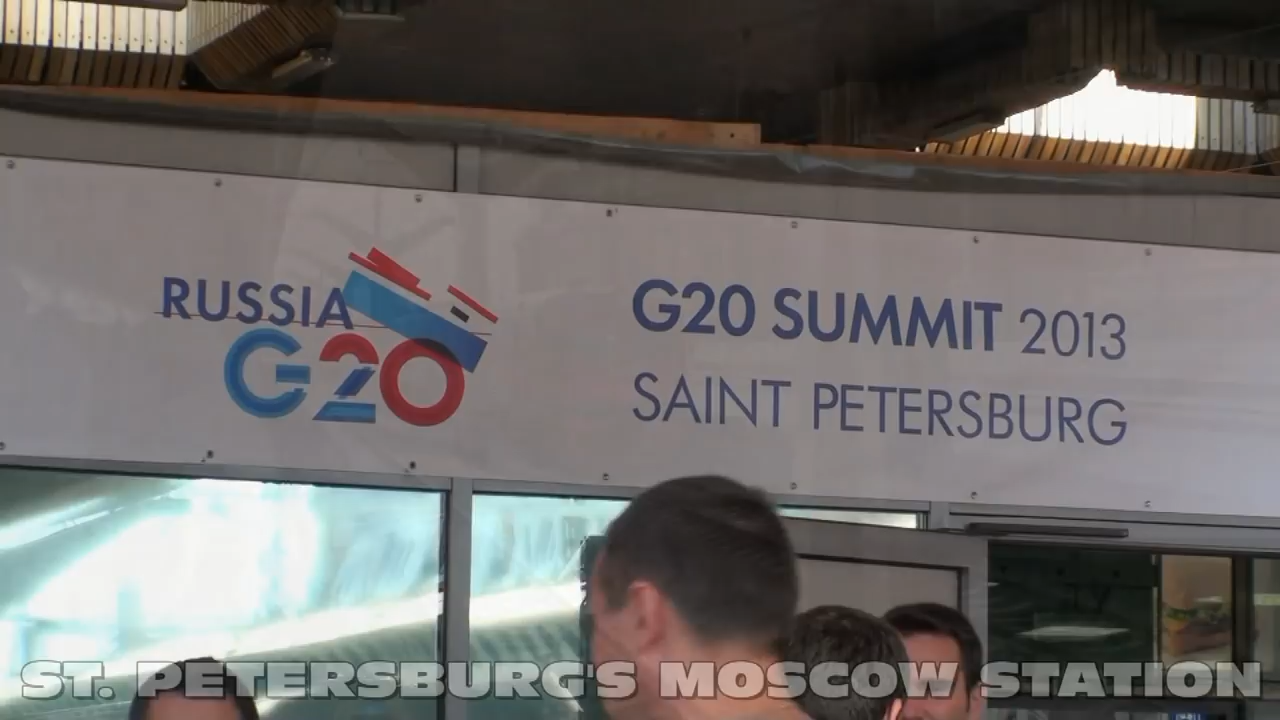 RUSSIA
G20
G20 SUMMIT 2013
SAINT PETERSBURG
ST. PETERSBURG'S MOSCOW STATION